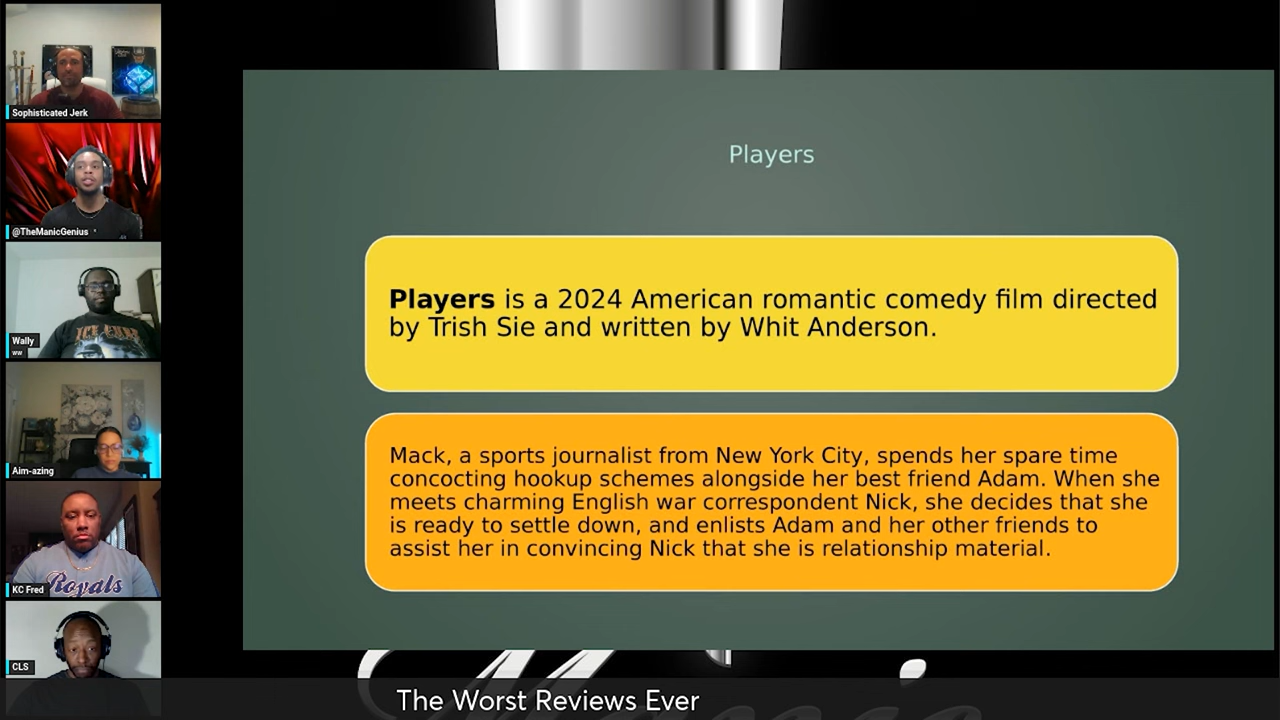 Sophisticated Jerk
@TheManicGenius
Wally
ww
Aim-azing
KC Fred
Royals
CLS
Players
Players is a 2024 American romantic comedy film directed
by Trish Sie and written by Whit Anderson.
Mack, a sports journalist from New York City, spends her spare time
concocting hookup schemes alongside her best friend Adam. When she
meets charming English war correspondent Nick, she decides that she
is ready to settle down, and enlists Adam and her other friends to
assist her in convincing Nick that she is relationship material.
The Worst Reviews Ever